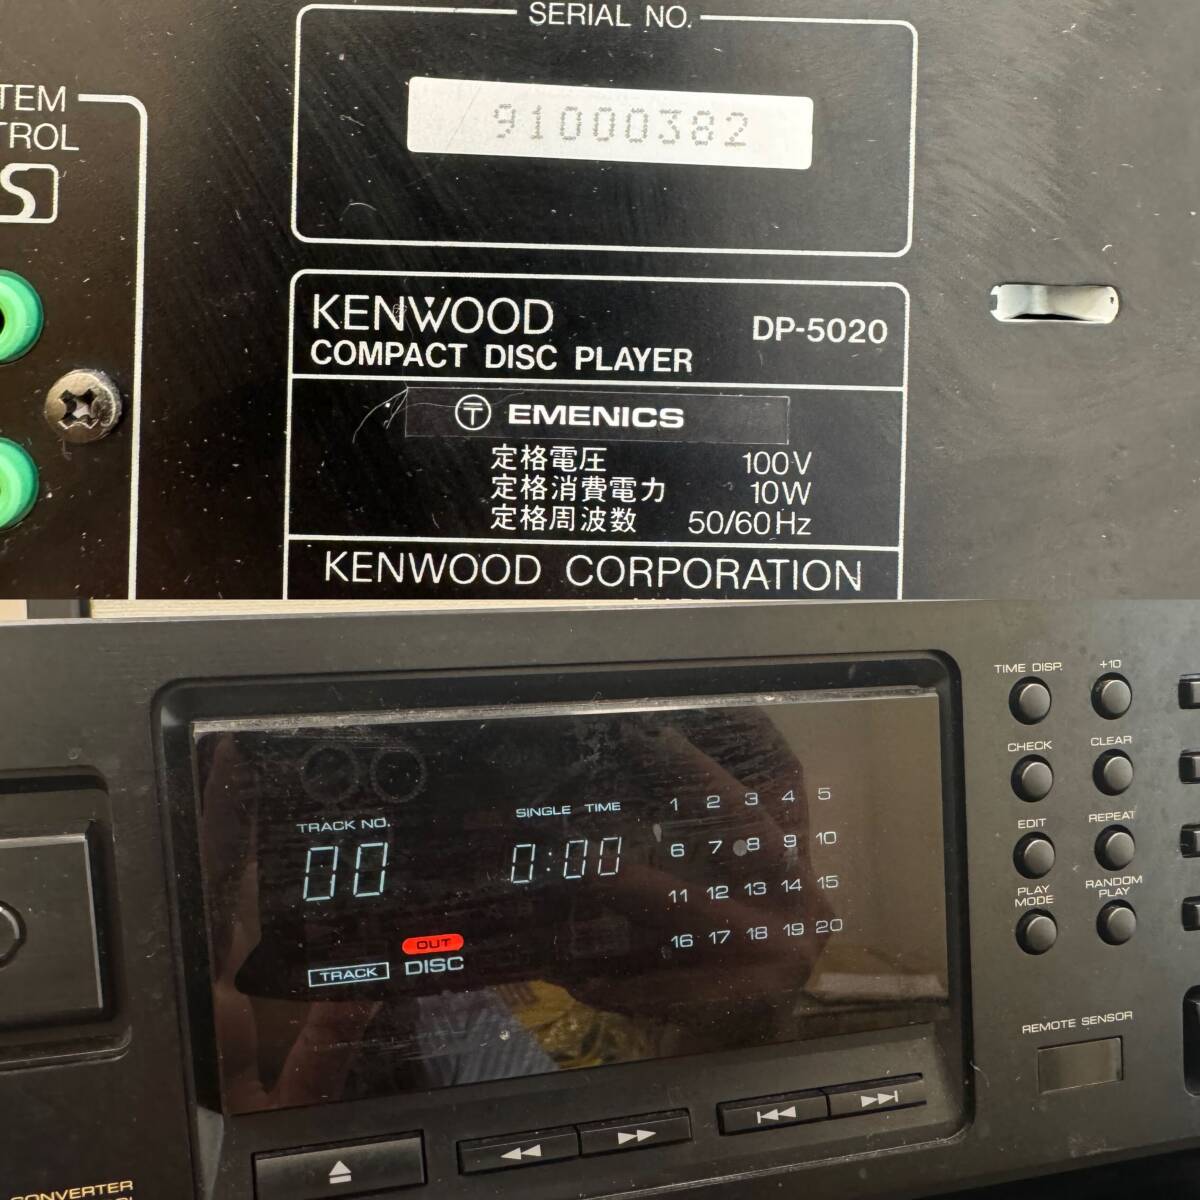 SERIAL NO.
91000382
TEM
TROL
S
KENWOOD
COMPACT DISC PLAYER
DP-5020
〒 EMENICS
定格電圧 100V
定格消費電力 10W
定格周波数 50/60Hz
KENWOOD CORPORATION
TIME DISP. +10
CHECK CLEAR
EDIT REPEAT
PLAY MODE
RANDOM PLAY
REMOTE SENSOR
TRACK NO. SINGLE TIME
00 0:00
1 2 3 4 5
6 7 8 9 10
11 12 13 14 15
16 17 18 19 20
OUT
TRACK DISC
CONVERTER